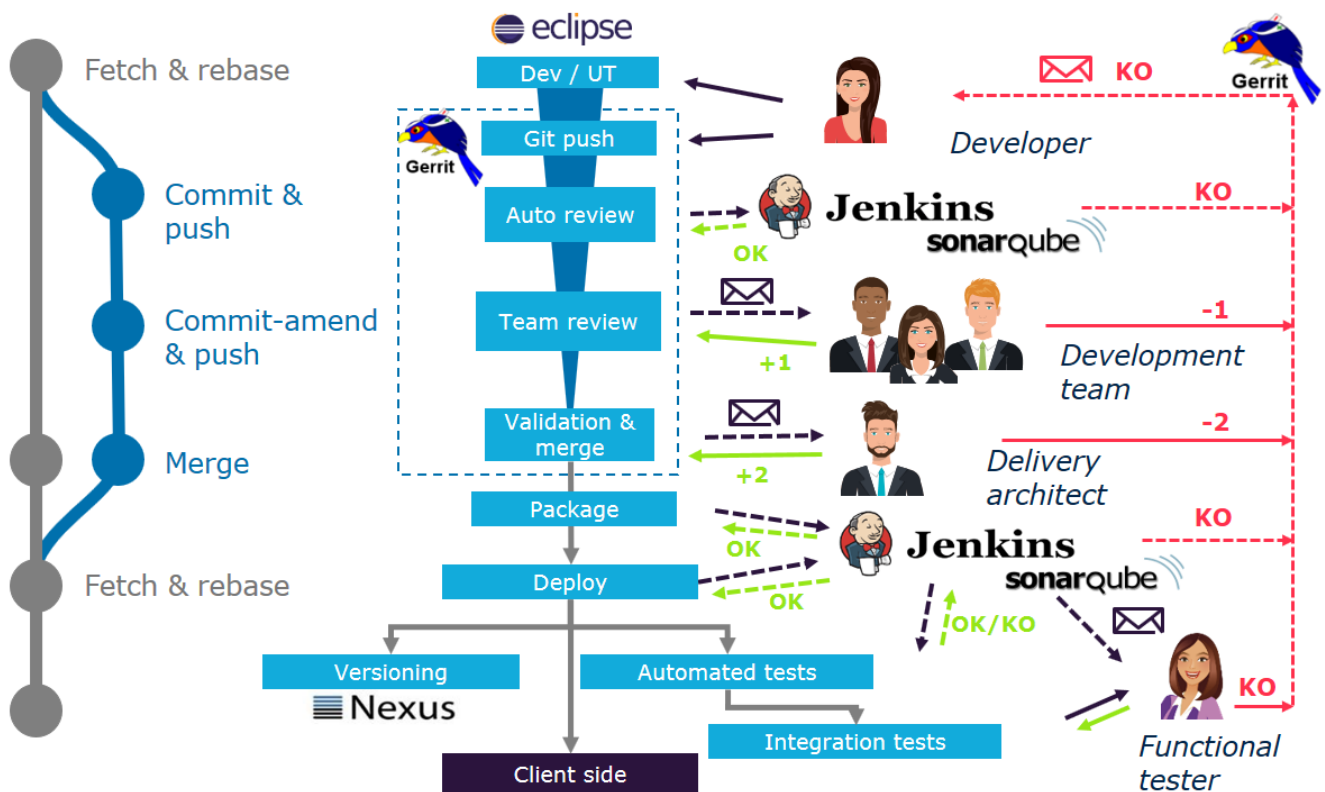 eclipse
Fetch & rebase
Dev / UT
KO
Gerrit
Gerrit
Git push
Developer
Commit &
push
Auto review
Jenkins
sonarqube
KO
OK
Commit-amend
& push
Team review
+1
-1
Development
team
Merge
Validation &
merge
+2
-2
Delivery
architect
Package
OK
Jenkins
sonarqube
KO
Fetch & rebase
Deploy
OK
OK/KO
Versioning
Nexus
Automated tests
KO
Integration tests
Functional
tester
Client side